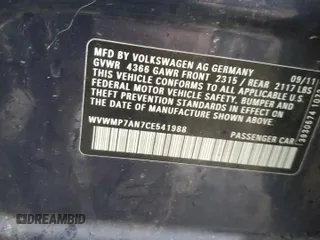 MFD. BY VOLKSWAGEN AG GERMANY 09/11
GVWR 4366 GAWR FRONT 2315 / REAR 2117 LBS
THIS VEHICLE CONFORMS TO ALL APPLICABLE
FEDERAL MOTOR VEHICLE SAFETY, BUMPER AND
THEFT PREVENTION STANDARDS IN EFFECT ON THE
DATE OF MANUFACTURE SHOWN ABOVE.
WVWMP7AN7CE541988 PASSENGER CAR
DREAMBID